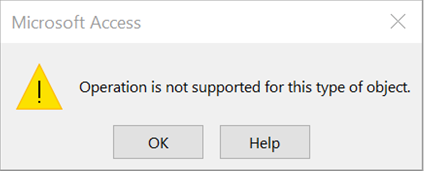 Microsoft Access
Operation is not supported for this type of object.
OK
Help